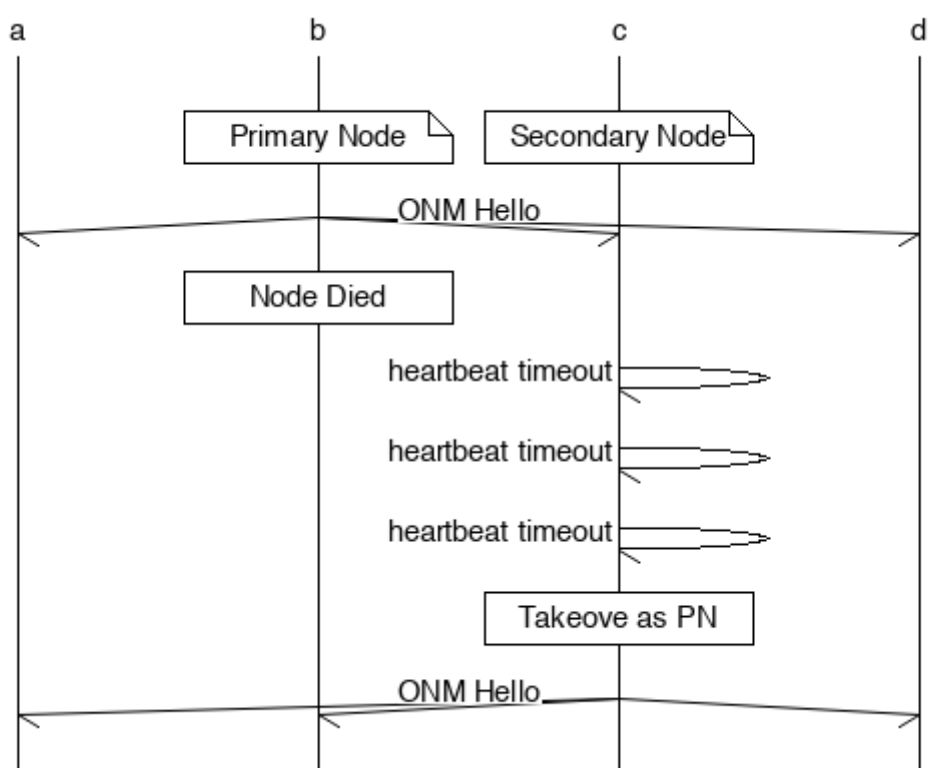 a b c d
Primary Node Secondary Node
ONM Hello
Node Died
heartbeat timeout
heartbeat timeout
heartbeat timeout
Takeove as PN
ONM Hello